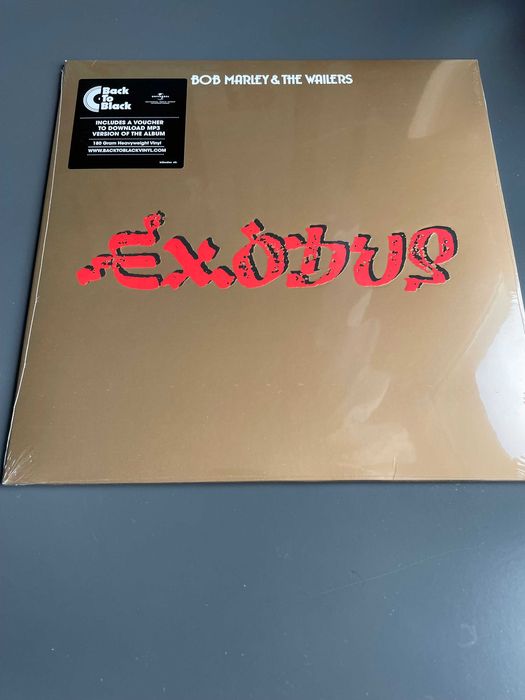 BOB MARLEY & THE WAILERS
Back
To
Black
UNIVERSAL
INCLUDES A VOUCHER
TO DOWNLOAD MP3
VERSION OF THE ALBUM
180 Gram Heavyweight Vinyl
WWW.BACKTOBLACKVINYL.COM
Exodus